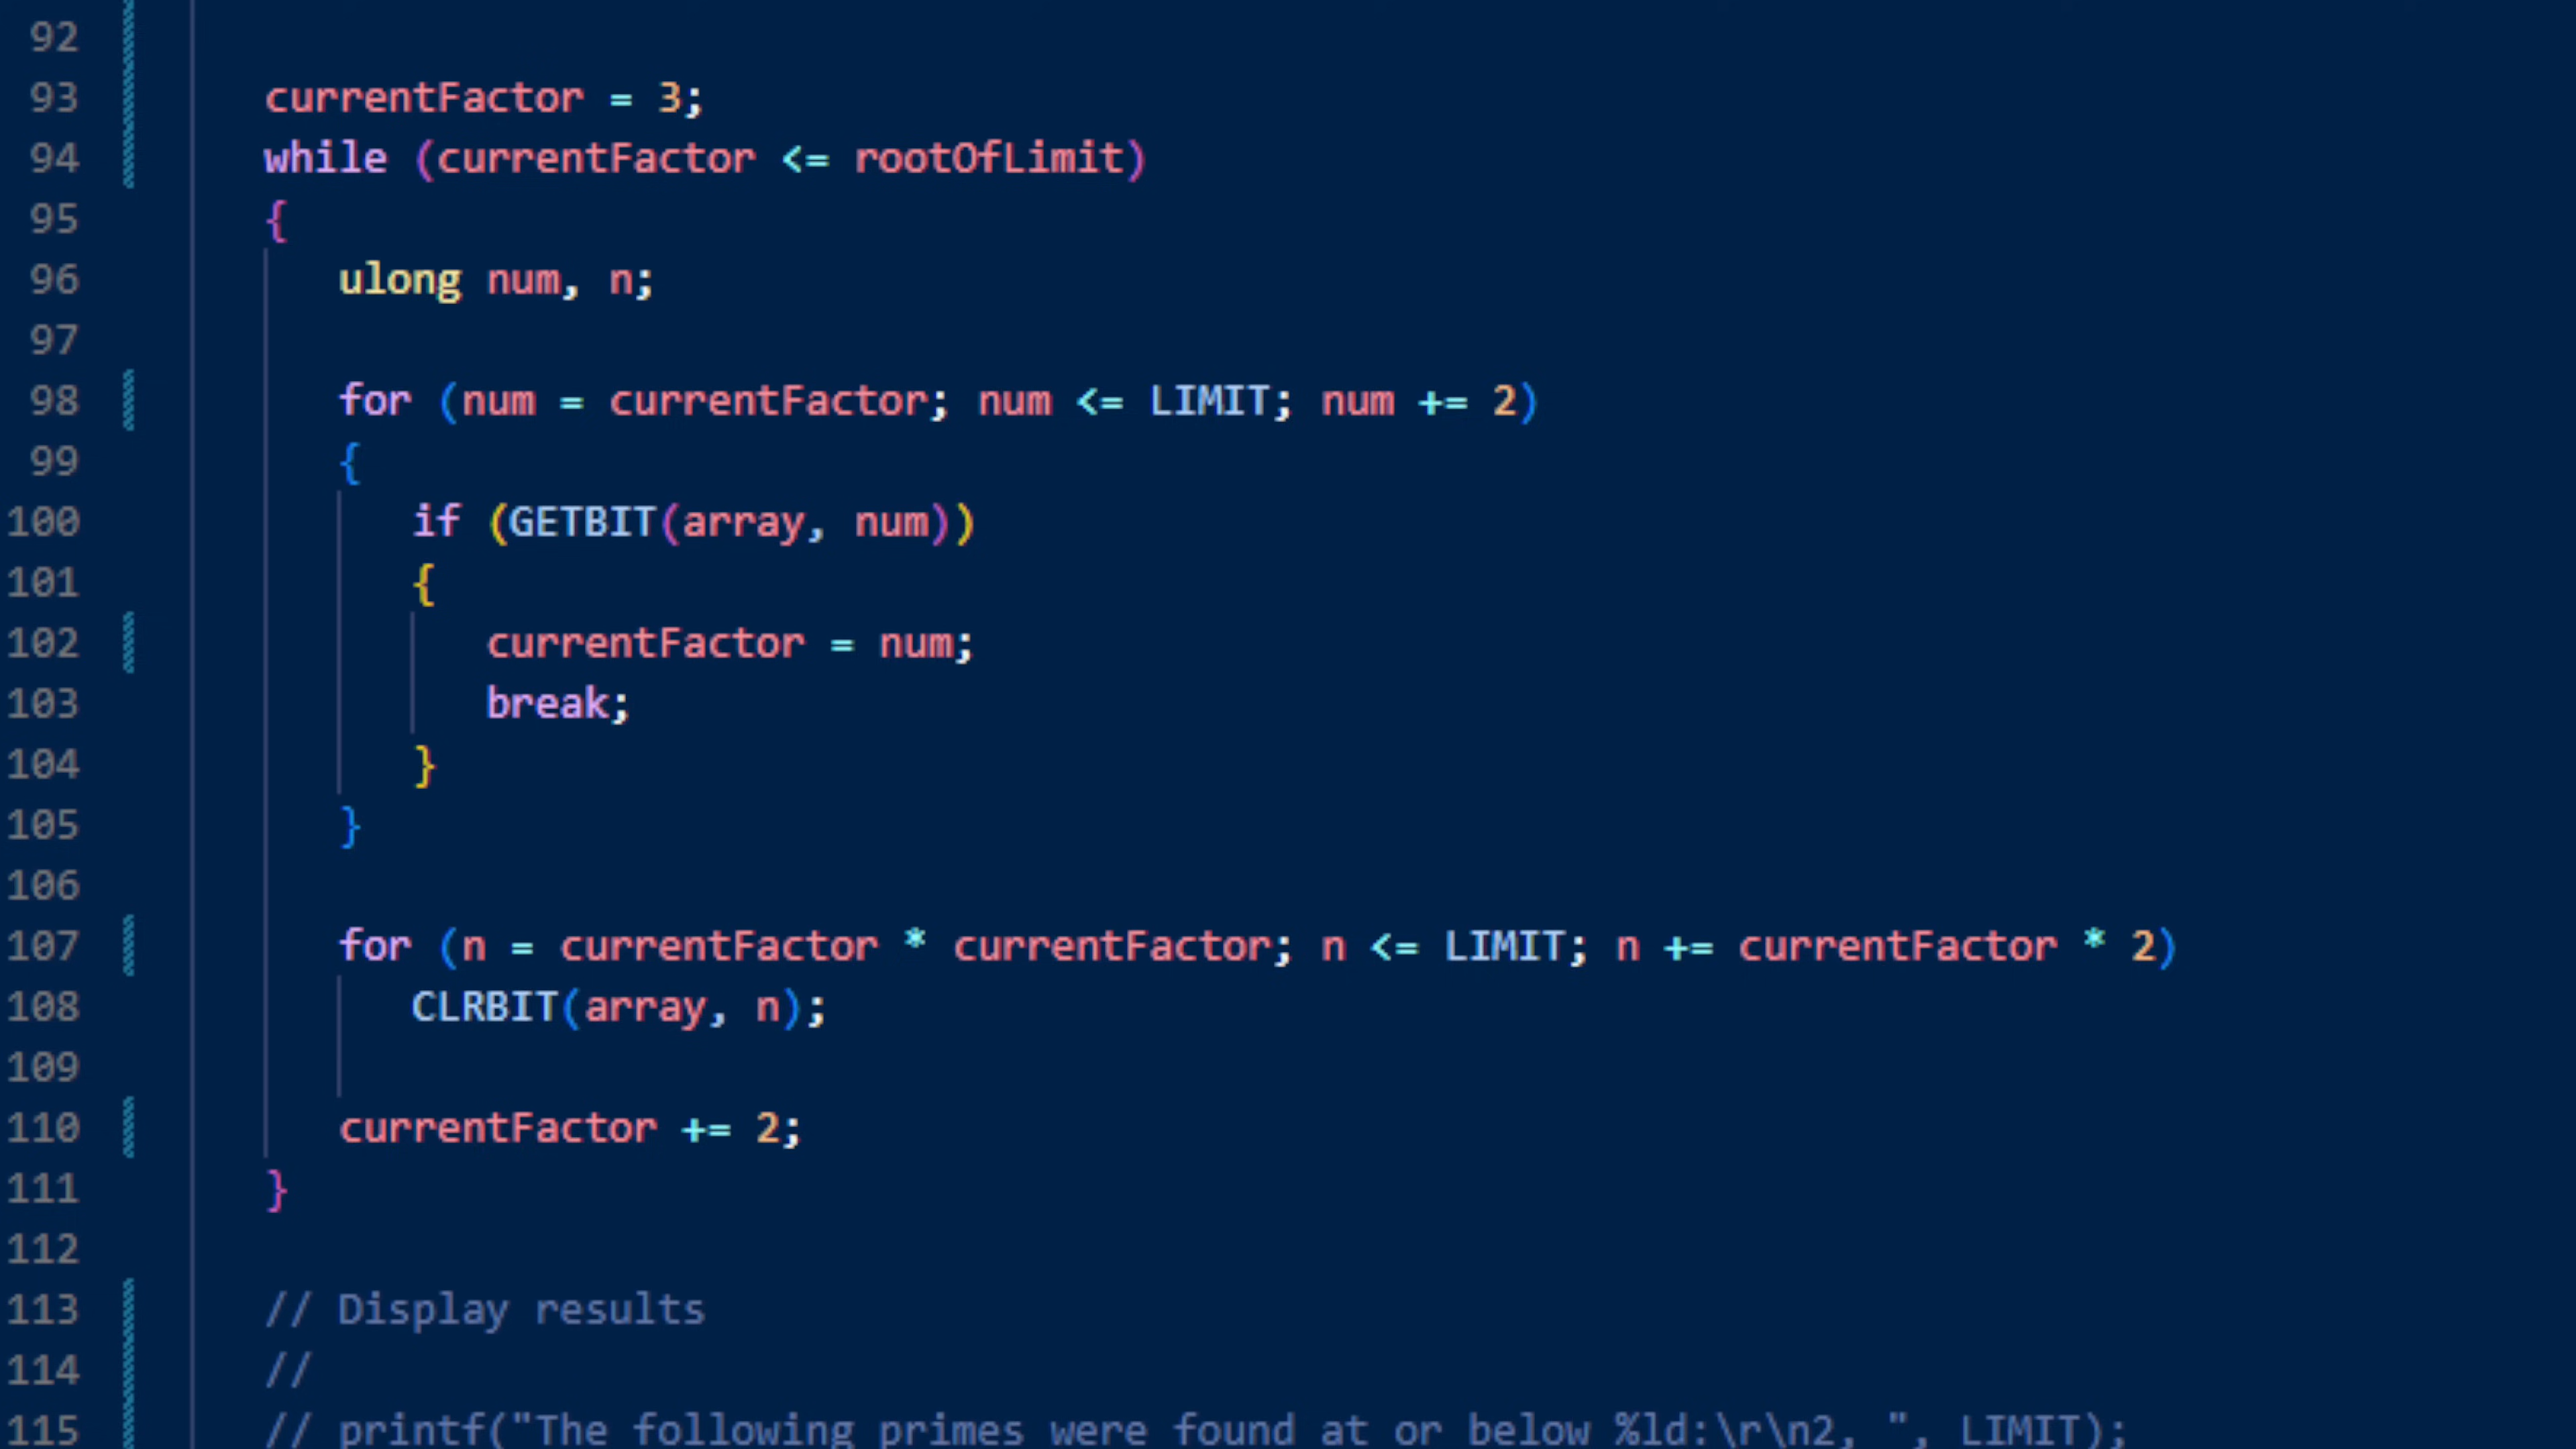 92
93 currentFactor = 3;
94 while (currentFactor <= rootOfLimit)
95 {
96 ulong num, n;
97
98 for (num = currentFactor; num <= LIMIT; num += 2)
99 {
100 if (GETBIT(array, num))
101 {
102 currentFactor = num;
103 break;
104 }
105 }
106
107 for (n = currentFactor * currentFactor; n <= LIMIT; n += currentFactor * 2)
108 CLRBIT(array, n);
109
110 currentFactor += 2;
111 }
112
113 // Display results
114 //
115 // printf("The following primes were found at or below %ld:\r\n2, ", LIMIT);